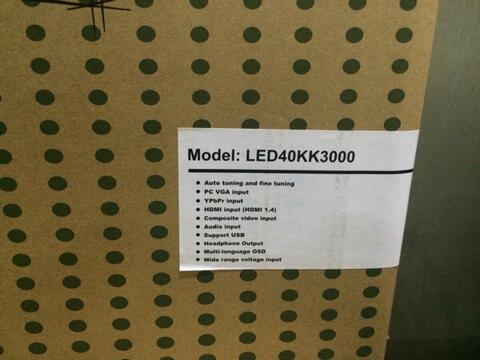 Model: LED40KK3000
● Auto tuning and fine tuning
● PC VGA input
● YPbPr input
● HDMI input (HDMI 1.4)
● Composite video input
● Audio input
● Support USB
● Headphone Output
● Multi-language OSD
● Wide range voltage input